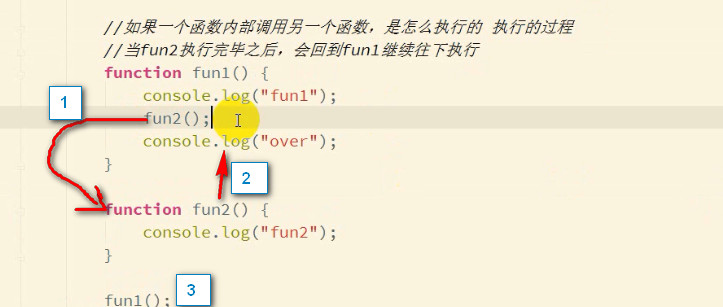 //如果一个函数内部调用另一个函数，是怎么执行的 执行的过程
//当fun2执行完毕之后，会回到fun1继续往下执行
function fun1() {
console.log("fun1");
1
fun2();
console.log("over");
}
2
function fun2() {
console.log("fun2");
}
fun1();
3